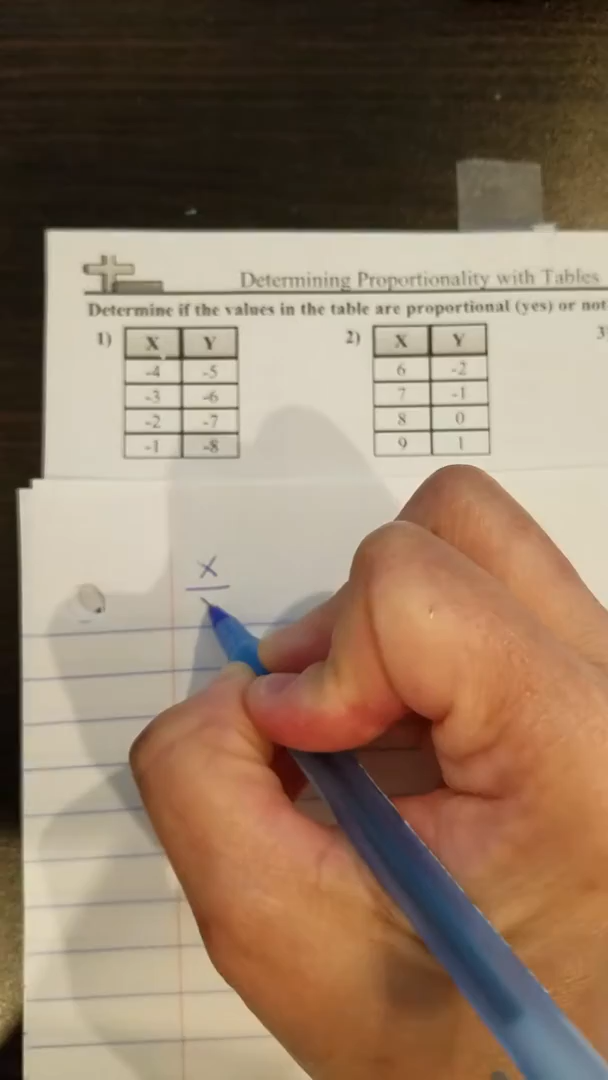 Determining Proportionality with Tables
Determine if the values in the table are proportional (yes) or not
1) X Y
-4 -5
-3 -6
-2 -7
-1 -8
2) X Y
6 -2
7 -1
8 0
9 1
3
X